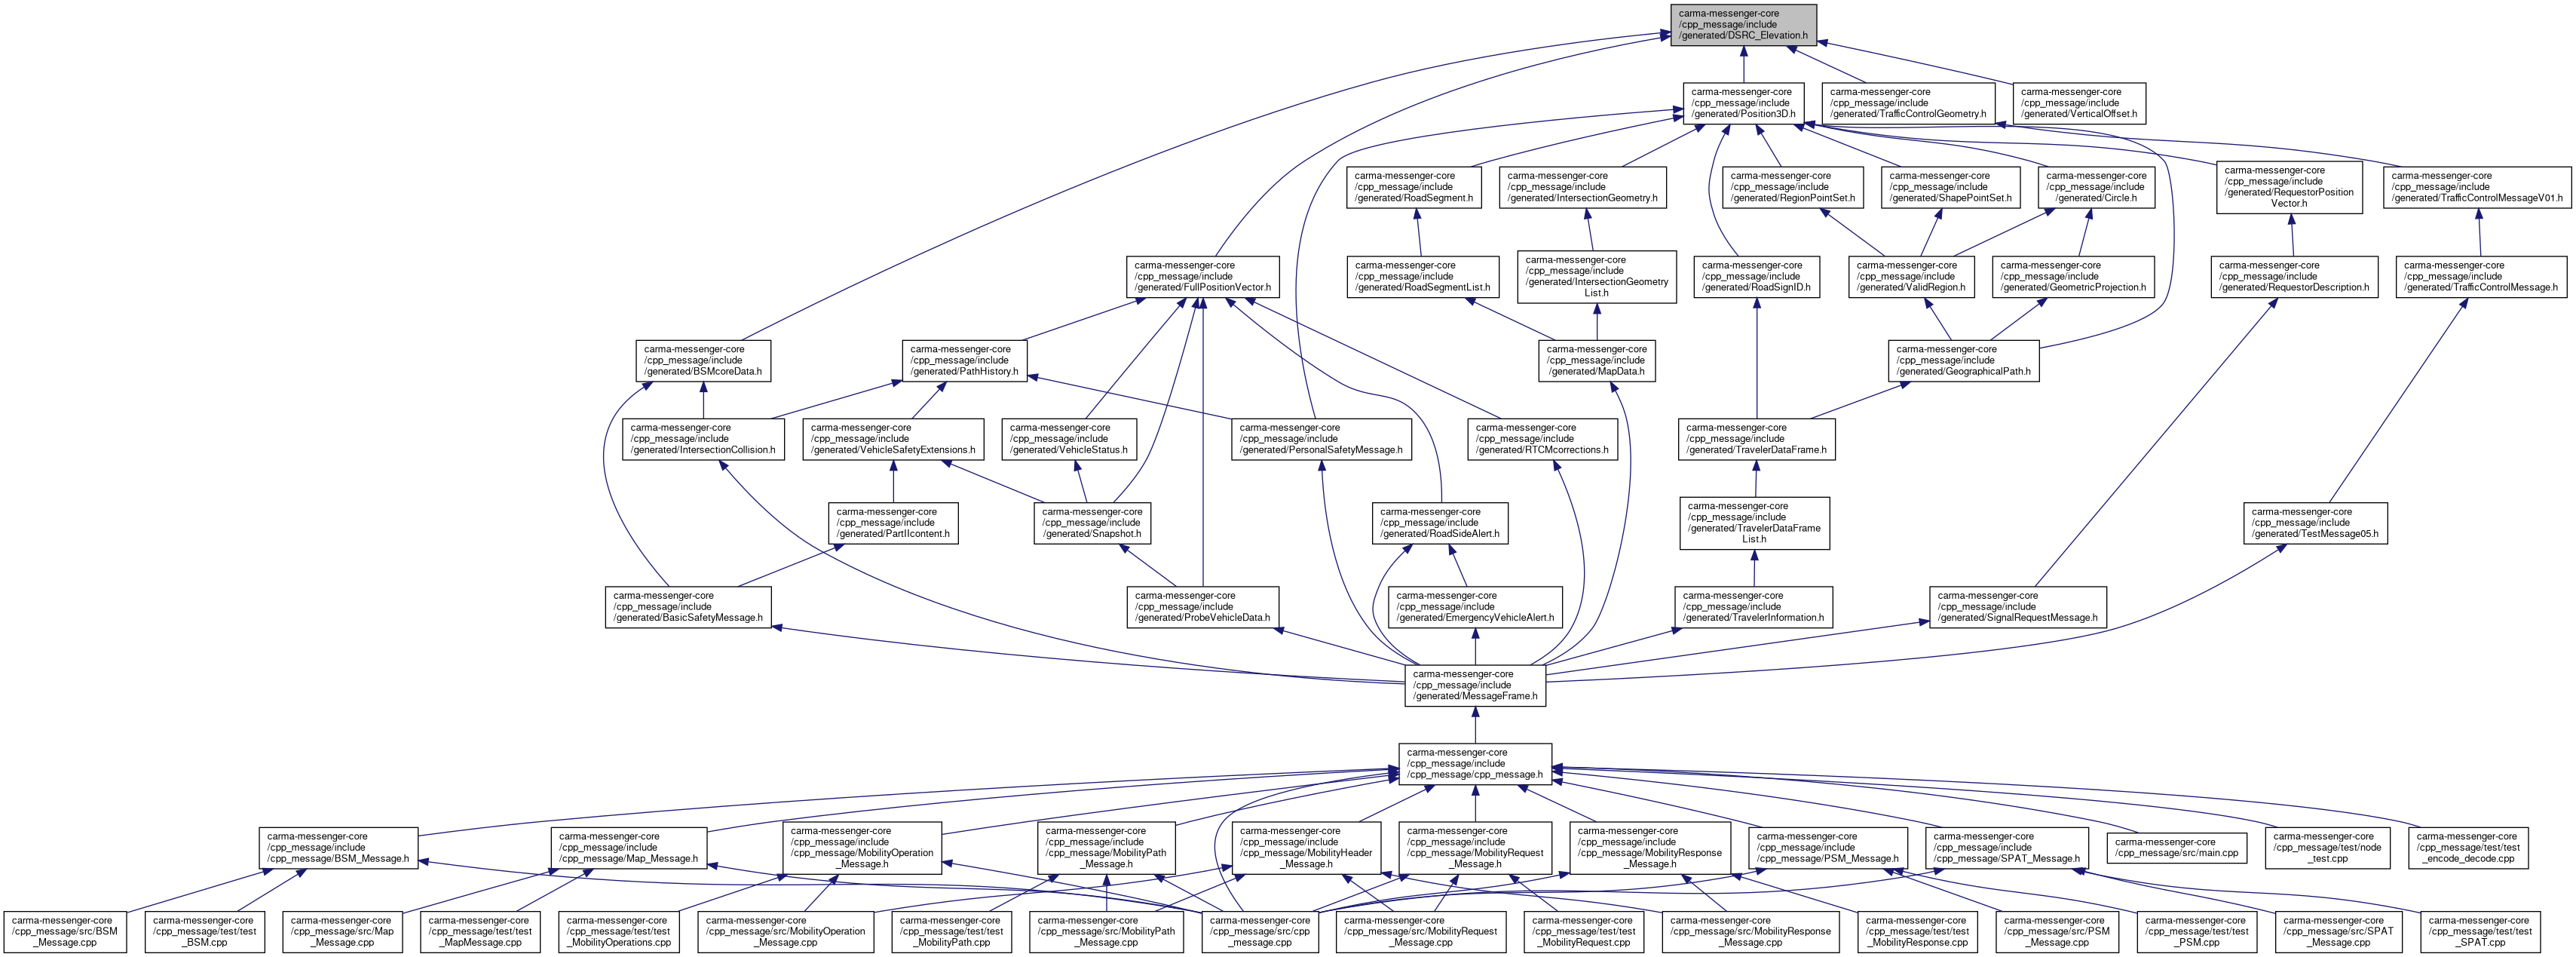 carma-messenger-core
/cpp_message/include
/generated/DSRC_Elevation.h
carma-messenger-core
/cpp_message/include
/generated/Position3D.h
carma-messenger-core
/cpp_message/include
/generated/TrafficControlGeometry.h
carma-messenger-core
/cpp_message/include
/generated/VerticalOffset.h
carma-messenger-core
/cpp_message/include
/generated/RoadSegment.h
carma-messenger-core
/cpp_message/include
/generated/IntersectionGeometry.h
carma-messenger-core
/cpp_message/include
/generated/RegionPointSet.h
carma-messenger-core
/cpp_message/include
/generated/ShapePointSet.h
carma-messenger-core
/cpp_message/include
/generated/Circle.h
carma-messenger-core
/cpp_message/include
/generated/RequestorPosition
Vector.h
carma-messenger-core
/cpp_message/include
/generated/TrafficControlMessageV01.h
carma-messenger-core
/cpp_message/include
/generated/FullPositionVector.h
carma-messenger-core
/cpp_message/include
/generated/RoadSegmentList.h
carma-messenger-core
/cpp_message/include
/generated/IntersectionGeometry
List.h
carma-messenger-core
/cpp_message/include
/generated/RoadSignID.h
carma-messenger-core
/cpp_message/include
/generated/ValidRegion.h
carma-messenger-core
/cpp_message/include
/generated/GeometricProjection.h
carma-messenger-core
/cpp_message/include
/generated/RequestorDescription.h
carma-messenger-core
/cpp_message/include
/generated/TrafficControlMessage.h
carma-messenger-core
/cpp_message/include
/generated/BSMcoreData.h
carma-messenger-core
/cpp_message/include
/generated/PathHistory.h
carma-messenger-core
/cpp_message/include
/generated/MapData.h
carma-messenger-core
/cpp_message/include
/generated/GeographicalPath.h
carma-messenger-core
/cpp_message/include
/generated/IntersectionCollision.h
carma-messenger-core
/cpp_message/include
/generated/VehicleSafetyExtensions.h
carma-messenger-core
/cpp_message/include
/generated/VehicleStatus.h
carma-messenger-core
/cpp_message/include
/generated/PersonalSafetyMessage.h
carma-messenger-core
/cpp_message/include
/generated/RTCMcorrections.h
carma-messenger-core
/cpp_message/include
/generated/TravelerDataFrame.h
carma-messenger-core
/cpp_message/include
/generated/PartIIcontent.h
carma-messenger-core
/cpp_message/include
/generated/Snapshot.h
carma-messenger-core
/cpp_message/include
/generated/RoadSideAlert.h
carma-messenger-core
/cpp_message/include
/generated/TravelerDataFrame
List.h
carma-messenger-core
/cpp_message/include
/generated/TestMessage05.h
carma-messenger-core
/cpp_message/include
/generated/BasicSafetyMessage.h
carma-messenger-core
/cpp_message/include
/generated/ProbeVehicleData.h
carma-messenger-core
/cpp_message/include
/generated/EmergencyVehicleAlert.h
carma-messenger-core
/cpp_message/include
/generated/TravelerInformation.h
carma-messenger-core
/cpp_message/include
/generated/SignalRequestMessage.h
carma-messenger-core
/cpp_message/include
/generated/MessageFrame.h
carma-messenger-core
/cpp_message/include
/cpp_message/cpp_message.h
carma-messenger-core
/cpp_message/include
/cpp_message/BSM_Message.h
carma-messenger-core
/cpp_message/include
/cpp_message/Map_Message.h
carma-messenger-core
/cpp_message/include
/cpp_message/MobilityOperation
_Message.h
carma-messenger-core
/cpp_message/include
/cpp_message/MobilityPath
_Message.h
carma-messenger-core
/cpp_message/include
/cpp_message/MobilityHeader
_Message.h
carma-messenger-core
/cpp_message/include
/cpp_message/MobilityRequest
_Message.h
carma-messenger-core
/cpp_message/include
/cpp_message/MobilityResponse
_Message.h
carma-messenger-core
/cpp_message/include
/cpp_message/PSM_Message.h
carma-messenger-core
/cpp_message/include
/cpp_message/SPAT_Message.h
carma-messenger-core
/cpp_message/src/main.cpp
carma-messenger-core
/cpp_message/test/node
_test.cpp
carma-messenger-core
/cpp_message/test/test
_encode_decode.cpp
carma-messenger-core
/cpp_message/src/BSM
_Message.cpp
carma-messenger-core
/cpp_message/test/test
_BSM.cpp
carma-messenger-core
/cpp_message/src/Map
_Message.cpp
carma-messenger-core
/cpp_message/test/test
_MapMessage.cpp
carma-messenger-core
/cpp_message/test/test
_MobilityOperations.cpp
carma-messenger-core
/cpp_message/src/MobilityOperation
_Message.cpp
carma-messenger-core
/cpp_message/test/test
_MobilityPath.cpp
carma-messenger-core
/cpp_message/src/MobilityPath
_Message.cpp
carma-messenger-core
/cpp_message/src/cpp
_message.cpp
carma-messenger-core
/cpp_message/src/MobilityRequest
_Message.cpp
carma-messenger-core
/cpp_message/test/test
_MobilityRequest.cpp
carma-messenger-core
/cpp_message/src/MobilityResponse
_Message.cpp
carma-messenger-core
/cpp_message/test/test
_MobilityResponse.cpp
carma-messenger-core
/cpp_message/src/PSM
_Message.cpp
carma-messenger-core
/cpp_message/test/test
_PSM.cpp
carma-messenger-core
/cpp_message/src/SPAT
_Message.cpp
carma-messenger-core
/cpp_message/test/test
_SPAT.cpp